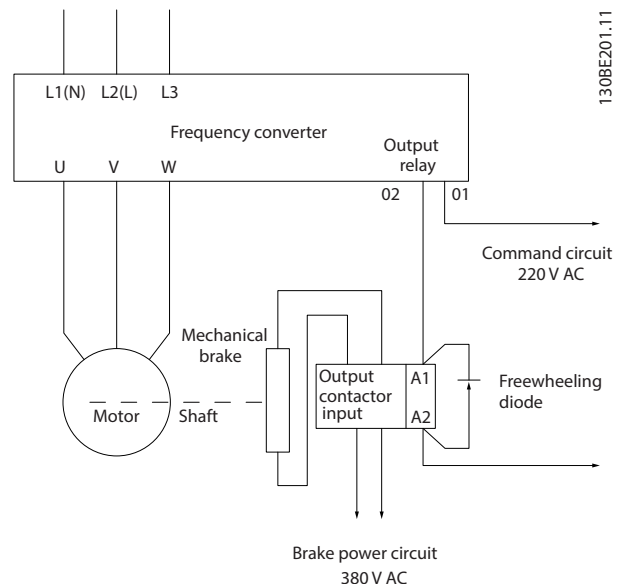 130BE201.11
L1(N) L2(L) L3
Frequency converter
Output
relay
U V W
02 01
Command circuit
220 V AC
Mechanical
brake
Output
contactor
input
A1
A2
Freewheeling
diode
Motor Shaft
Brake power circuit
380 V AC